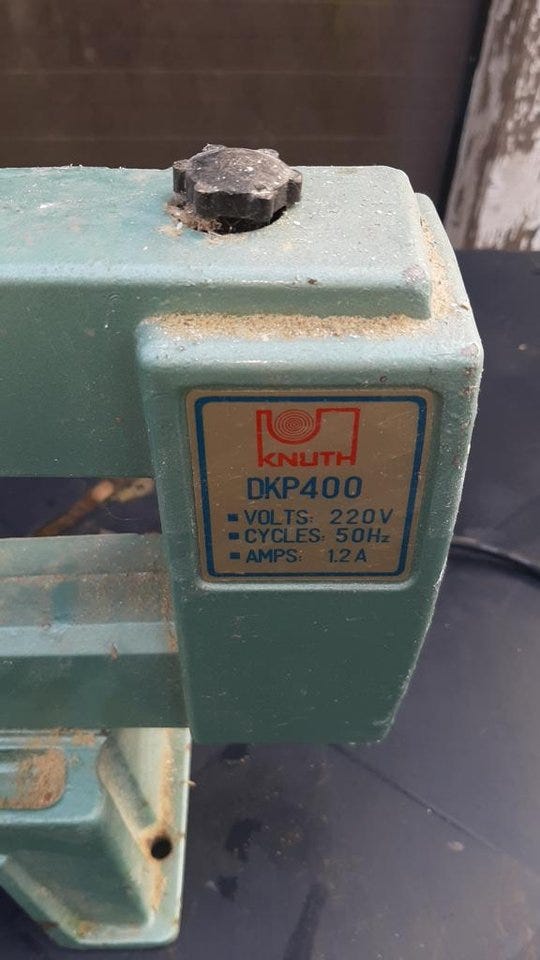 KNUTH
DKP400
VOLTS: 220V
CYCLES: 50Hz
AMPS: 1.2A